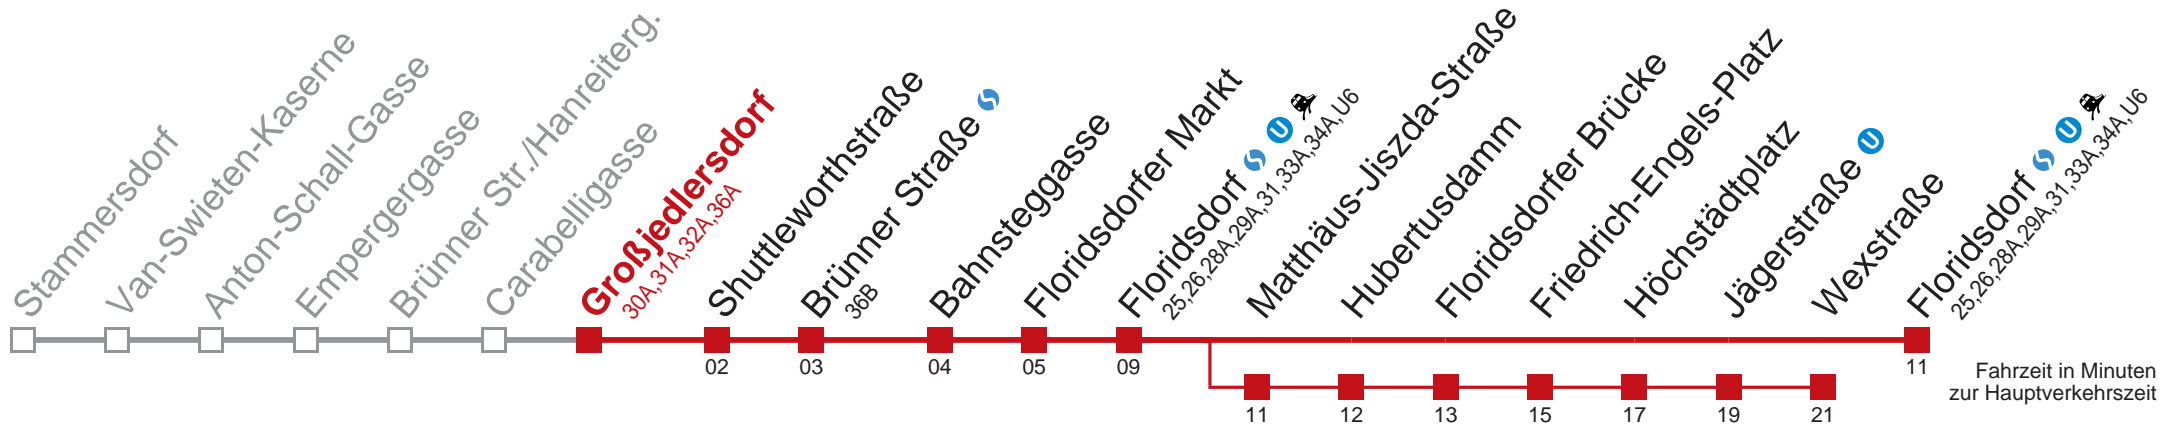 Stammersdorf
Van-Swieten-Kaserne
Anton-Schall-Gasse
Empergergasse
Brünner Str./Hanreiterg.
Carabelligasse
Großjedlersdorf
30A,31A,32A,36A
Shuttleworthstraße
Brünner Straße
36B
Bahnsteggasse
Floridsdorfer Markt
Floridsdorf U
25,26,28A,29A,31,33A,34A,U6
Matthäus-Jiszda-Straße
Hubertusdamm
Floridsdorfer Brücke
Friedrich-Engels-Platz
Höchstädtplatz
Jägerstraße U
Wexstraße
Floridsdorf U
25,26,28A,29A,31,33A,34A,U6
02 03 04 05 09 11
11 12 13 15 17 19 21
Fahrzeit in Minuten
zur Hauptverkehrszeit